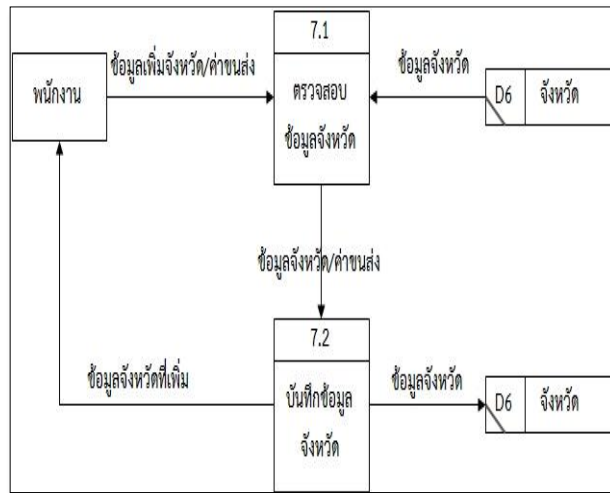 7.1
ข้อมูลเพิ่มจังหวัด/ค่าขนส่ง
ข้อมูลจังหวัด
พนักงาน
ตรวจสอบ
ข้อมูลจังหวัด
D6 จังหวัด
ข้อมูลจังหวัด/ค่าขนส่ง
7.2
ข้อมูลจังหวัดที่เพิ่ม
ข้อมูลจังหวัด
บันทึกข้อมูล
จังหวัด
D6 จังหวัด